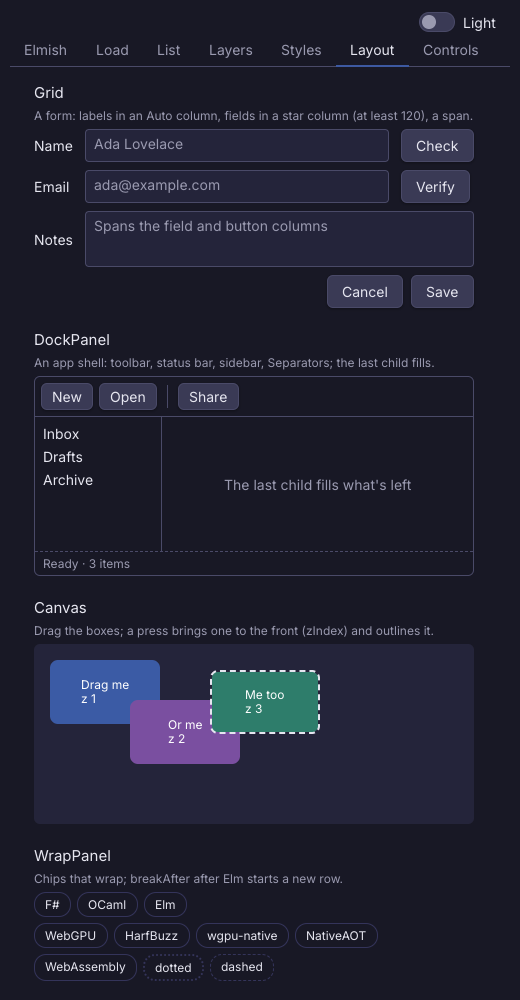 Light
Elmish Load List Layers Styles Layout Controls
Grid
A form: labels in an Auto column, fields in a star column (at least 120), a span.
Name Ada Lovelace Check
Email ada@example.com Verify
Notes Spans the field and button columns
Cancel Save
DockPanel
An app shell: toolbar, status bar, sidebar, Separators; the last child fills.
New Open Share
Inbox
Drafts
Archive
The last child fills what's left
Ready · 3 items
Canvas
Drag the boxes; a press brings one to the front (zIndex) and outlines it.
Drag me
z 1
Or me
z 2
Me too
z 3
WrapPanel
Chips that wrap; breakAfter after Elm starts a new row.
F# OCaml Elm
WebGPU HarfBuzz wgpu-native NativeAOT
WebAssembly dotted dashed